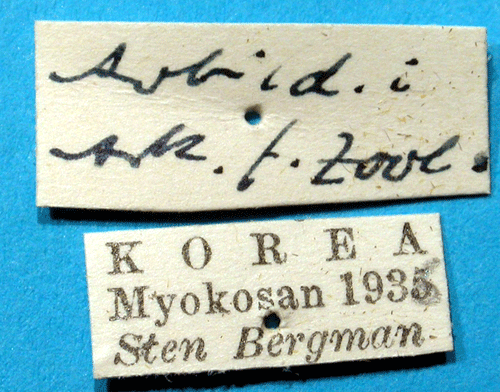 Avbild. i
Ark. f. Zool.
KOREA
Myokosan 1935
Sten Bergman